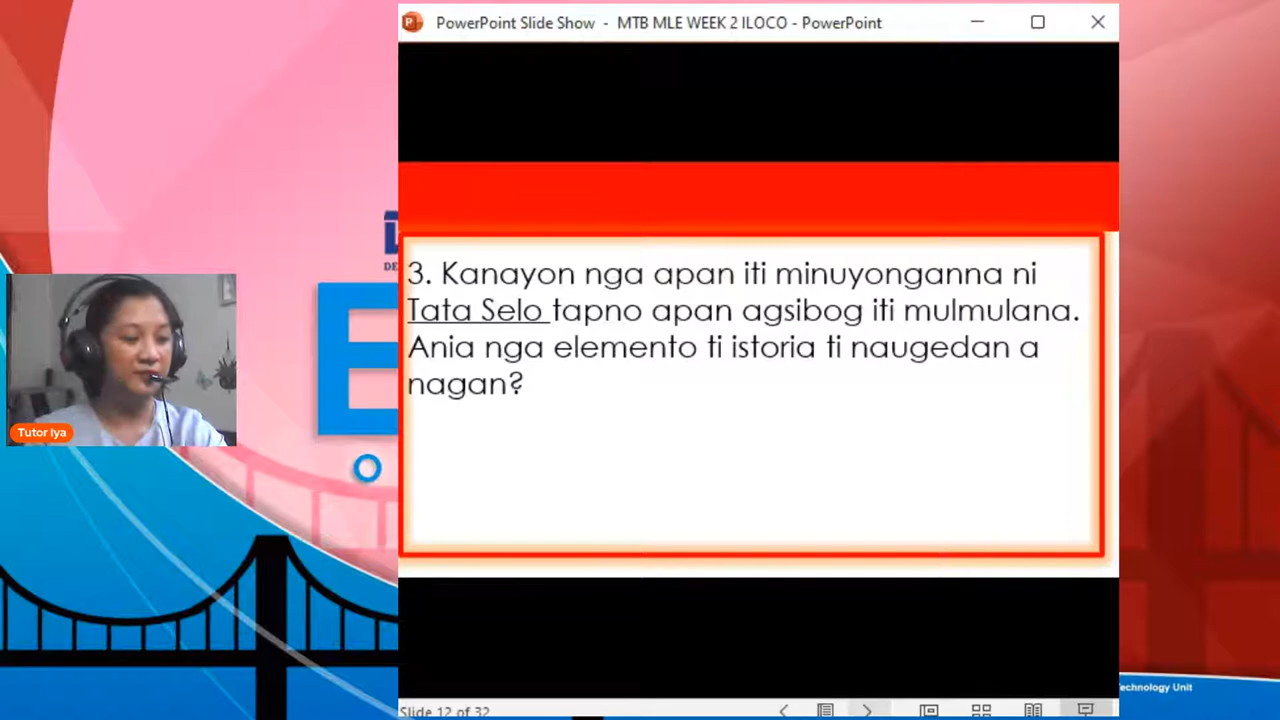 PowerPoint Slide Show - MTB MLE WEEK 2 ILOCO - PowerPoint
3. Kanayon nga apan iti minuyonganna ni
Tata Selo tapno apan agsibog iti mulmulana.
Ania nga elemento ti istoria ti naugedan a
nagan?
DE
E
O
Tutor Iya
Technology Unit
Slide 12 of 32